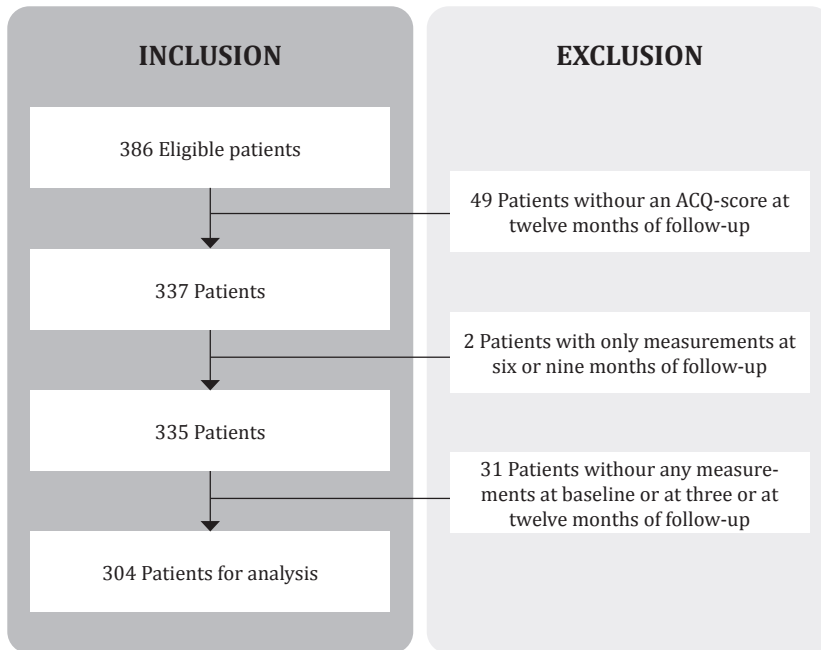 INCLUSION
EXCLUSION
386 Eligible patients
49 Patients withour an ACQ-score at
twelve months of follow-up
337 Patients
2 Patients with only measurements at
six or nine months of follow-up
335 Patients
31 Patients withour any measure-
ments at baseline or at three or at
twelve months of follow-up
304 Patients for analysis